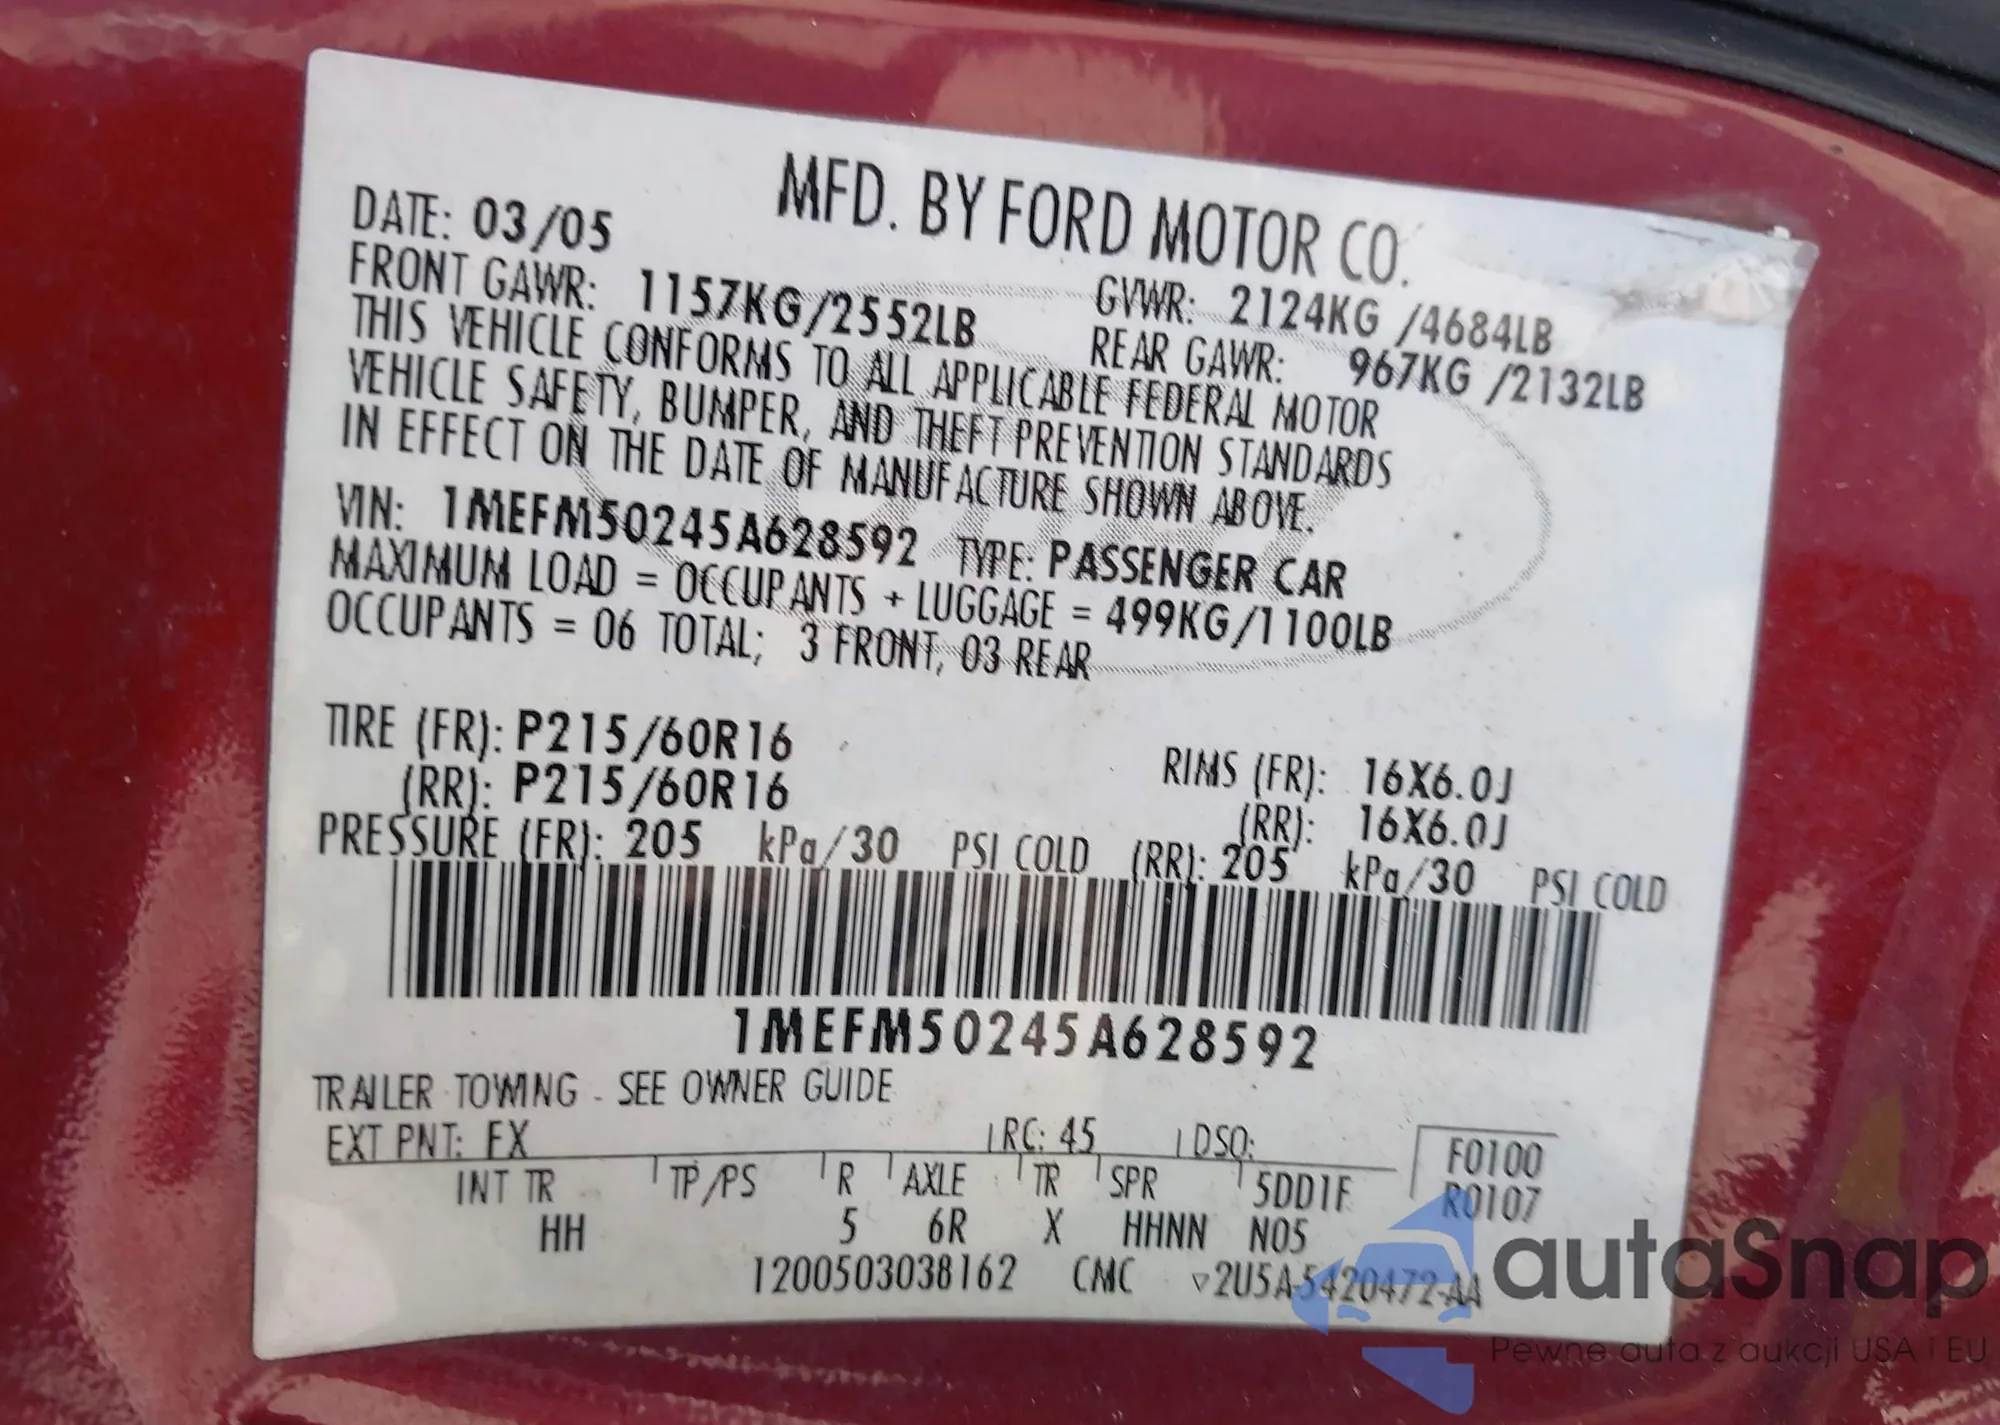 MFD. BY FORD MOTOR CO.
DATE: 03/05
GVWR: 2124KG /4684LB
FRONT GAWR: 1157KG/2552LB
REAR GAWR: 967KG /2132LB
THIS VEHICLE CONFORMS TO ALL APPLICABLE FEDERAL MOTOR
VEHICLE SAFETY, BUMPER, AND THEFT PREVENTION STANDARDS
IN EFFECT ON THE DATE OF MANUFACTURE SHOWN ABOVE.
VIN: 1MEFM50245A628592 TYPE: PASSENGER CAR
MAXIMUM LOAD = OCCUPANTS + LUGGAGE = 499KG/1100LB
OCCUPANTS = 06 TOTAL; 3 FRONT, 03 REAR
TIRE (FR): P215/60R16 RIMS (FR): 16X6.0J
(RR): P215/60R16 (RR): 16X6.0J
PRESSURE (FR): 205 kPa/30 PSI COLD (RR): 205 kPa/30 PSI COLD
1MEFM50245A628592
TRAILER TOWING - SEE OWNER GUIDE
EXT PNT: FX RC: 45 DSO: F0100
INT TR TP/PS R AXLE TR SPR 5DD1F R0107
HH 5 6R X HHNN N05
1200503038162 CMC ▽2U5A-5420472-AA
autaSnap
Pewne auta z aukcji USA i EU